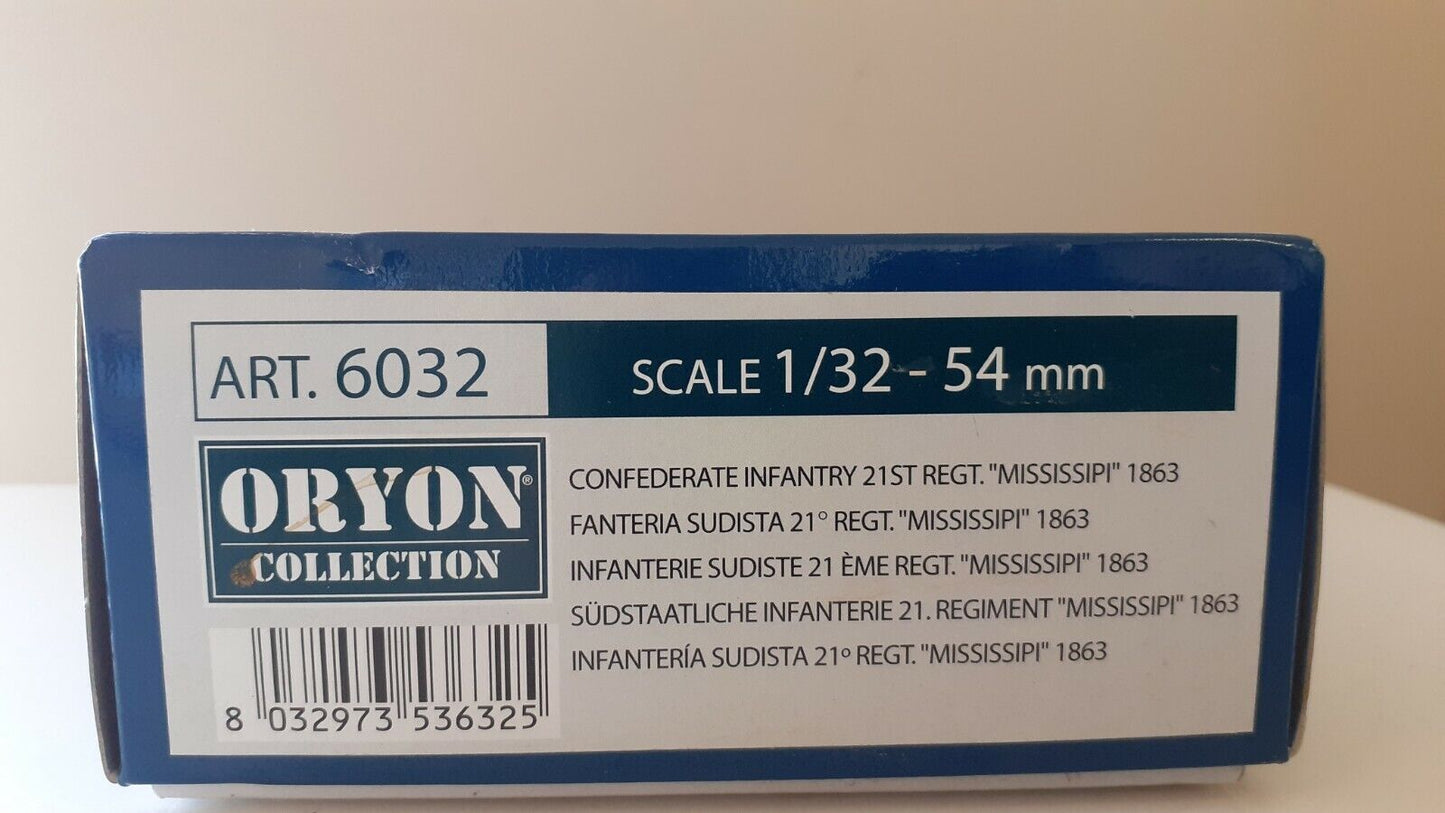 ART. 6032
SCALE 1/32 - 54 mm
ORYON®
COLLECTION
CONFEDERATE INFANTRY 21ST REGT. "MISSISSIPI" 1863
FANTERIA SUDISTA 21° REGT. "MISSISSIPI" 1863
INFANTERIE SUDISTE 21 ÈME REGT. "MISSISSIPI" 1863
SÜDSTAATLICHE INFANTERIE 21. REGIMENT "MISSISSIPI" 1863
INFANTERÍA SUDISTA 21º REGT. "MISSISSIPI" 1863
8 032973 536325